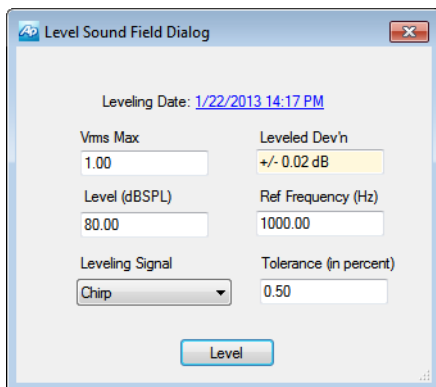 AP Level Sound Field Dialog
Leveling Date: 1/22/2013 14:17 PM
Vrms Max Leveled Dev'n
1.00 +/- 0.02 dB
Level (dBSPL) Ref Frequency (Hz)
80.00 1000.00
Leveling Signal Tolerance (in percent)
Chirp 0.50
Level